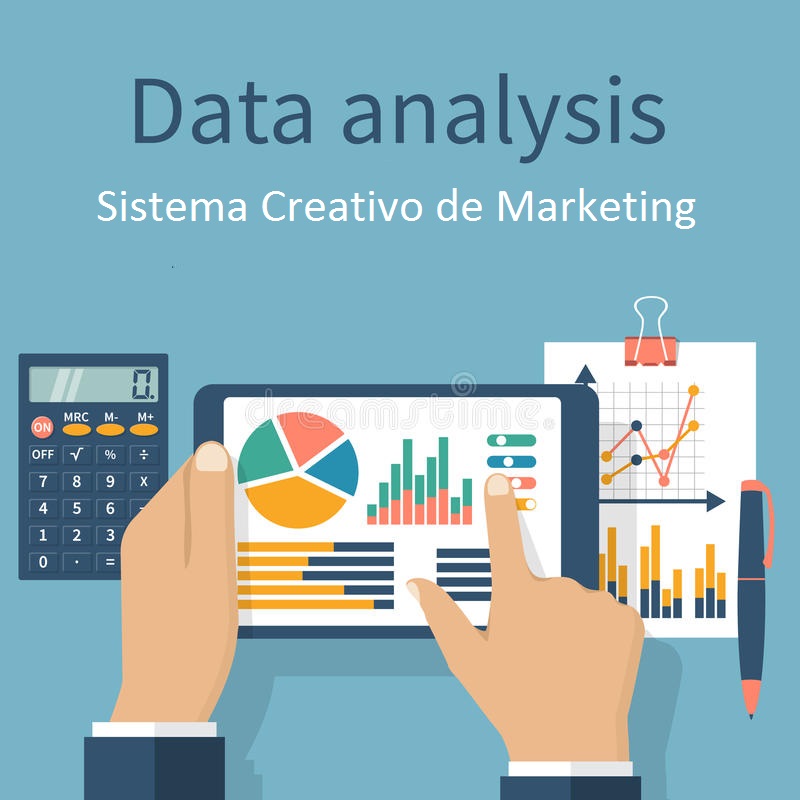 Data analysis
Sistema Creativo de Marketing
0.
MRC M- M+
ON
OFF √ % ÷
7 8 9 x
4 5 6
1 2 3
0 · =
dreamstime